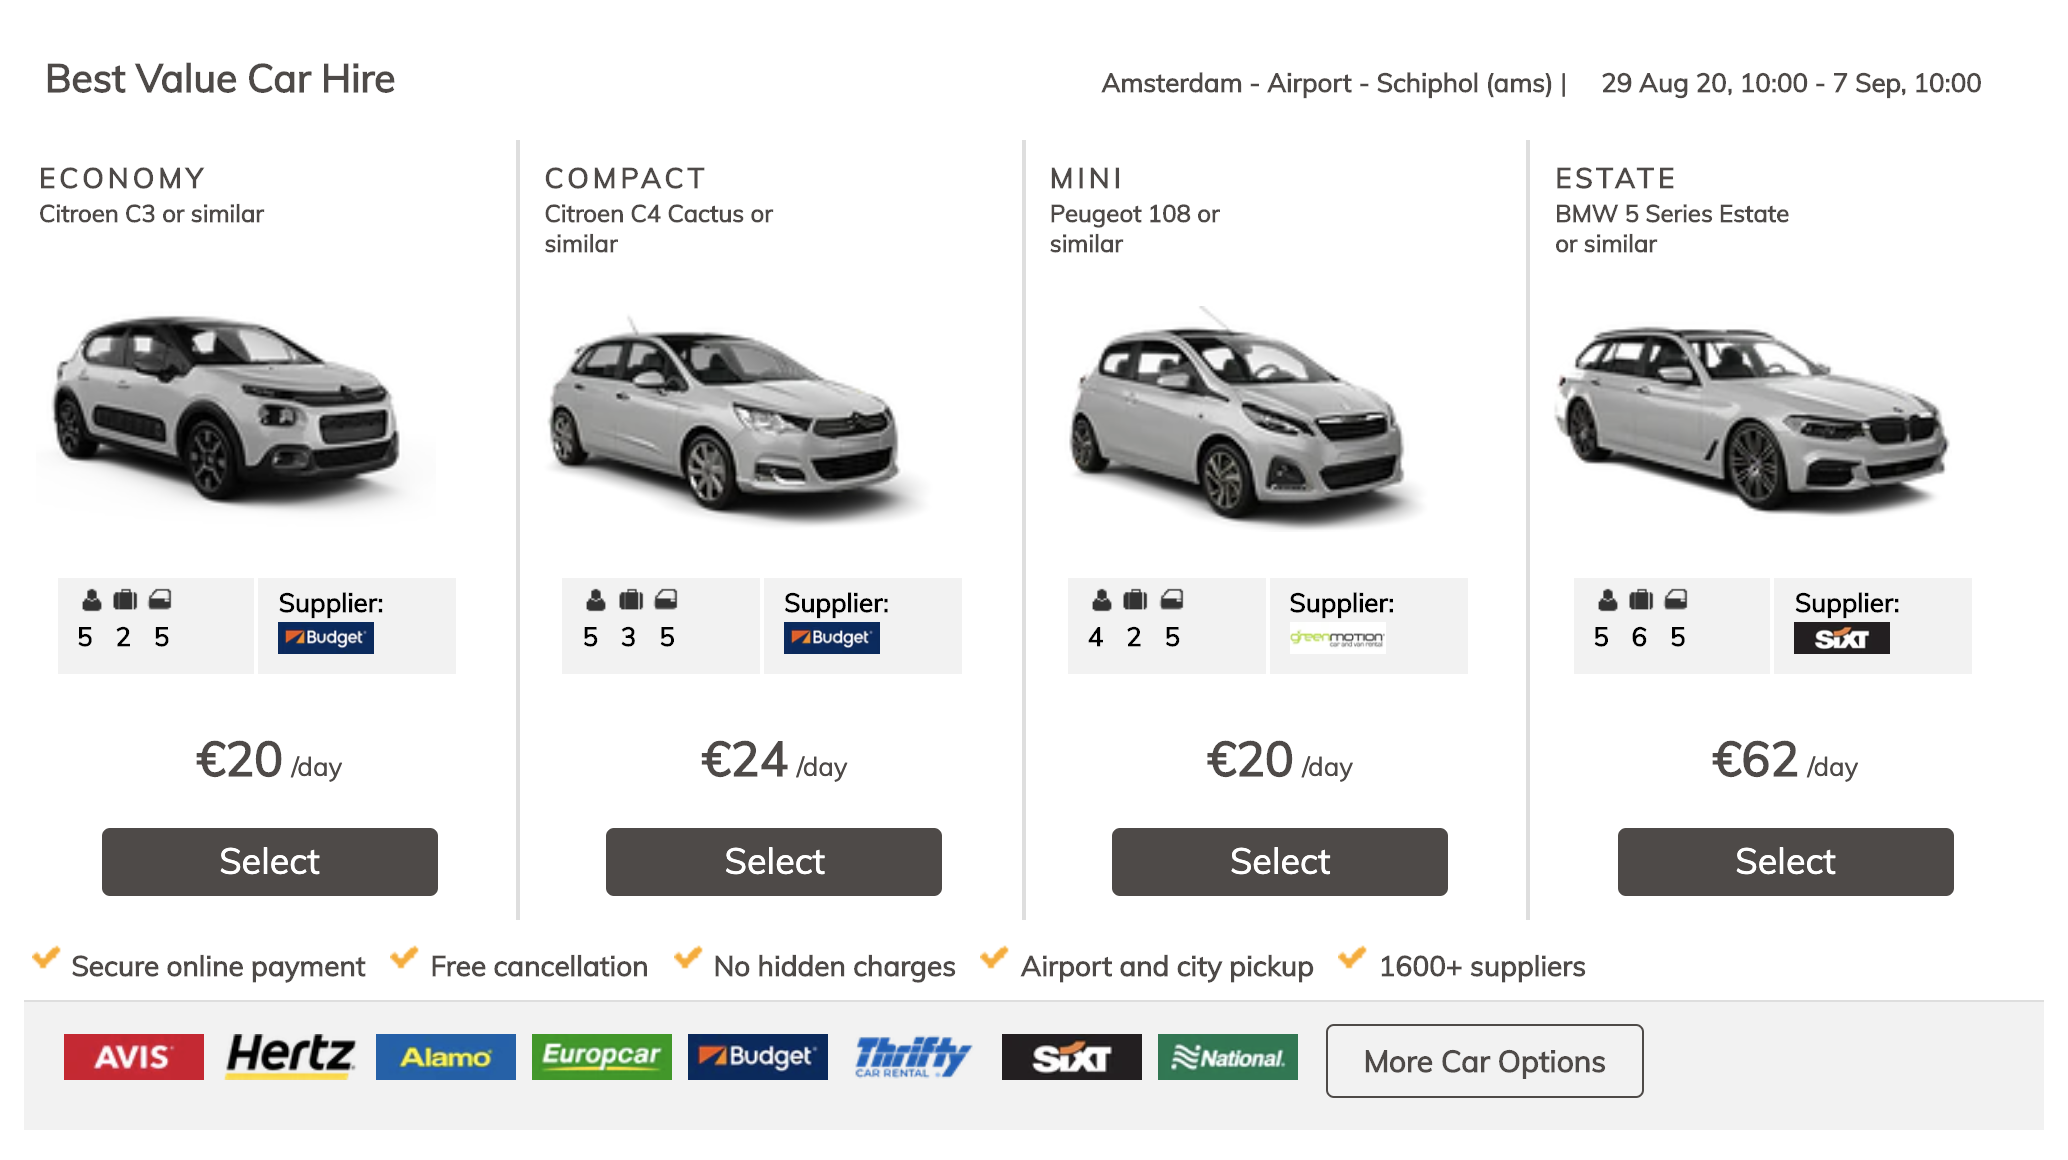 Best Value Car Hire
Amsterdam - Airport - Schiphol (ams) | 29 Aug 20, 10:00 - 7 Sep, 10:00
ECONOMY
Citroen C3 or similar
5 2 5
Supplier:
Budget
€20 /day
Select
COMPACT
Citroen C4 Cactus or
similar
5 3 5
Supplier:
Budget
€24 /day
Select
MINI
Peugeot 108 or
similar
4 2 5
Supplier:
greenmotion
car and van rental
€20 /day
Select
ESTATE
BMW 5 Series Estate
or similar
5 6 5
Supplier:
SIXT
€62 /day
Select
Secure online payment Free cancellation No hidden charges Airport and city pickup 1600+ suppliers
AVIS Hertz Alamo Europcar Budget Thrifty SIXT National. More Car Options
CAR RENTAL